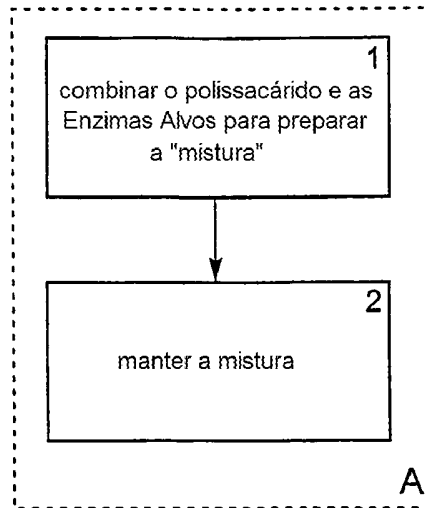 1
combinar o polissacárido e as
Enzimas Alvos para preparar
a "mistura"
2
manter a mistura
A